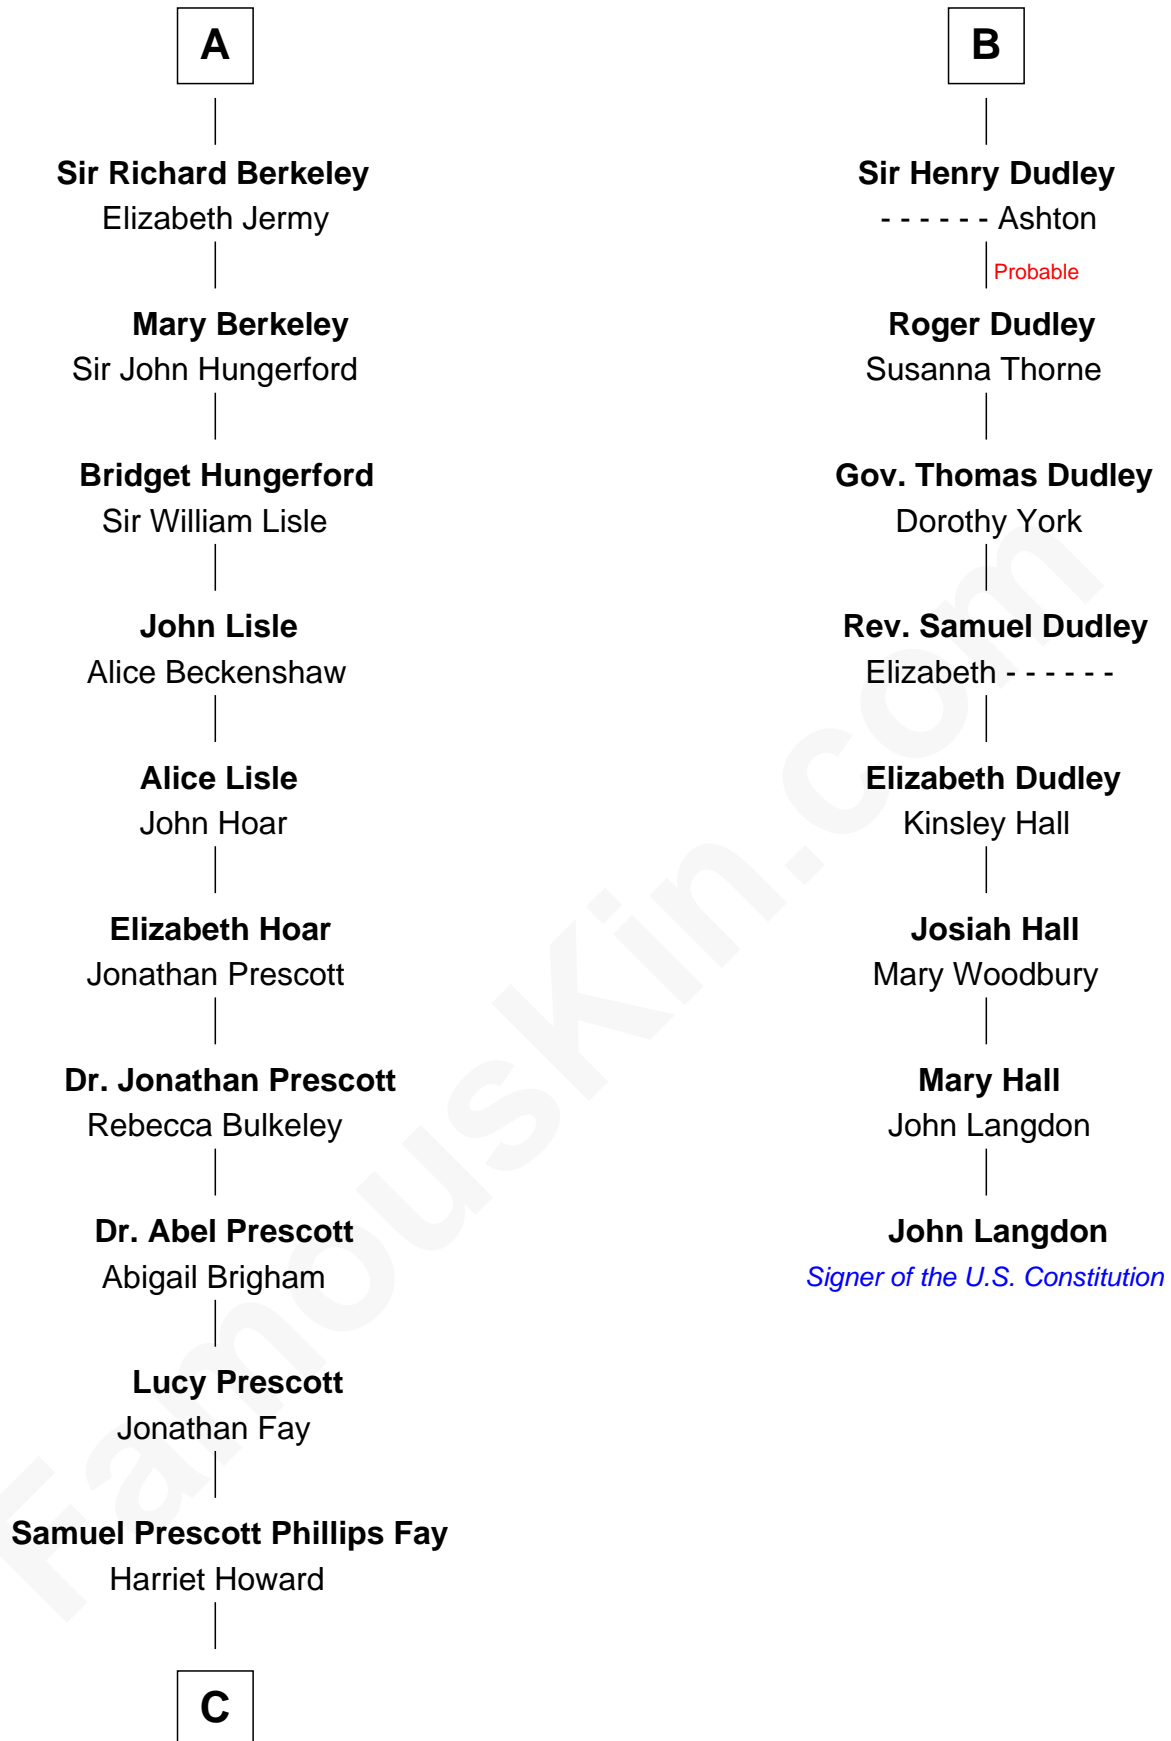 A
Sir Richard Berkeley
Elizabeth Jermy
Mary Berkeley
Sir John Hungerford
Bridget Hungerford
Sir William Lisle
John Lisle
Alice Beckenshaw
Alice Lisle
John Hoar
Elizabeth Hoar
Jonathan Prescott
Dr. Jonathan Prescott
Rebecca Bulkeley
Dr. Abel Prescott
Abigail Brigham
Lucy Prescott
Jonathan Fay
Samuel Prescott Phillips Fay
Harriet Howard
C
B
Sir Henry Dudley
- - - - - - Ashton
Probable
Roger Dudley
Susanna Thorne
Gov. Thomas Dudley
Dorothy York
Rev. Samuel Dudley
Elizabeth - - - - - -
Elizabeth Dudley
Kinsley Hall
Josiah Hall
Mary Woodbury
Mary Hall
John Langdon
John Langdon
Signer of the U.S. Constitution
FamousKin.com